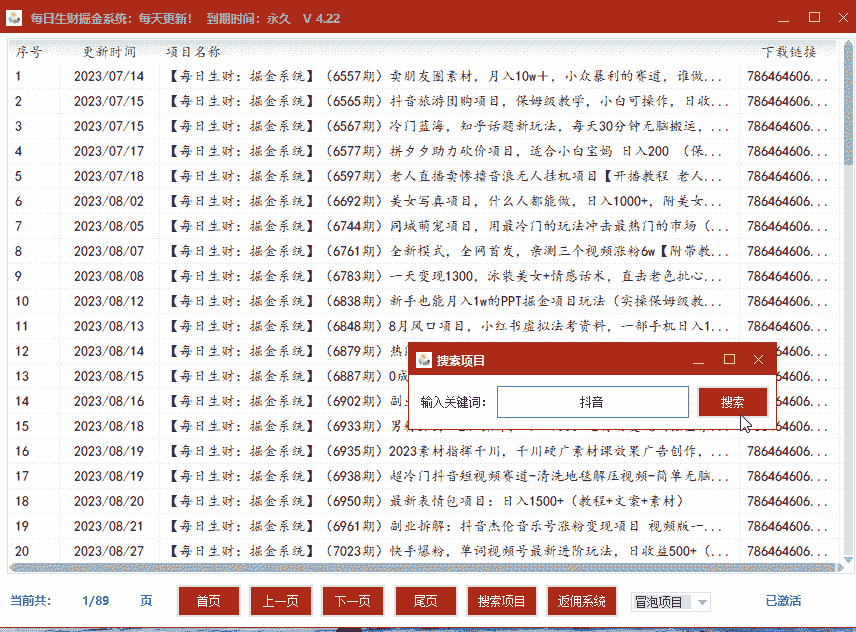 每日生财掘金系统：每天更新！ 到期时间：永久 V 4.22
序号 更新时间 项目名称 下载链接
1 2023/07/14 【每日生财：掘金系统】（6557期）卖朋友圈素材，月入10w＋，小众暴利的赛道，谁做... 786464606...
2 2023/07/15 【每日生财：掘金系统】（6565期）抖音旅游团购项目，保姆级教学，小白可操作，日收... 786464606...
3 2023/07/15 【每日生财：掘金系统】（6567期）冷门蓝海，知乎话题新玩法，每天30分钟无脑搬运，... 786464606...
4 2023/07/17 【每日生财：掘金系统】（6577期）拼夕夕助力砍价项目，适合小白宝妈 日入200 （保... 786464606...
5 2023/07/18 【每日生财：掘金系统】（6597期）老人直播卖惨撸音浪无人挂机项目【开播教程 老人... 786464606...
6 2023/08/02 【每日生财：掘金系统】（6692期）美女写真项目，什么人都能做，日入1000+，附美女... 786464606...
7 2023/08/05 【每日生财：掘金系统】（6744期）同城萌宠项目，用最冷门的玩法冲击最热门的市场（... 786464606...
8 2023/08/07 【每日生财：掘金系统】（6761期）全新模式，全网首发，亲测三个视频涨粉6w【附带教... 786464606...
9 2023/08/08 【每日生财：掘金系统】（6783期）一天变现1300，泳装美女+情感话术，直击老色批心... 786464606...
10 2023/08/12 【每日生财：掘金系统】（6838期）新手也能月入1w的PPT掘金项目玩法（实操保姆级教... 786464606...
11 2023/08/13 【每日生财：掘金系统】（6848期）8月风口项目，小红书虚拟法考资料，一部手机日入1... 786464606...
12 2023/08/14 【每日生财：掘金系统】（6879期）热 64606...
13 2023/08/15 【每日生财：掘金系统】（6887期）0成 64606...
14 2023/08/16 【每日生财：掘金系统】（6902期）副 64606...
15 2023/08/18 【每日生财：掘金系统】（6933期）男 64606...
16 2023/08/19 【每日生财：掘金系统】（6935期）2023素材指挥千川，千川硬广素材课效果广告创作，... 786464606...
17 2023/08/19 【每日生财：掘金系统】（6938期）超冷门抖音短视频赛道-清洗地毯解压视频-简单无脑... 786464606...
18 2023/08/20 【每日生财：掘金系统】（6950期）最新表情包项目：日入1500+（教程+文案+素材） 786464606...
19 2023/08/21 【每日生财：掘金系统】（6961期）副业拆解：抖音杰伦音乐号涨粉变现项目 视频版一... 786464606...
20 2023/08/27 【每日生财：掘金系统】（7023期）快手爆粉，单词视频号最新进阶玩法，日收益500+（... 786464606...
搜索项目
输入关键词： 抖音 搜索
当前共： 1/89 页 首页 上一页 下一页 尾页 搜索项目 返佣系统 冒泡项目 已激活